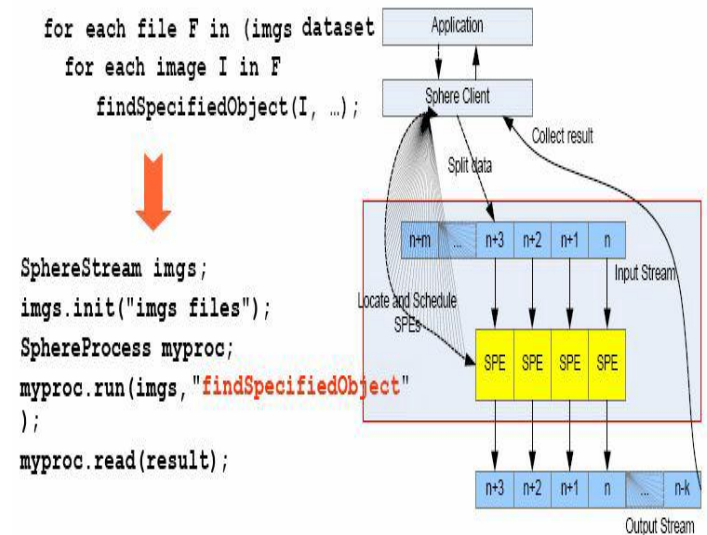 for each file F in (imgs dataset
for each image I in F
findSpecifiedObject(I, …);
SphereStream imgs;
imgs.init("imgs files");
SphereProcess myproc;
myproc.run(imgs,"findSpecifiedObject"
);
myproc.read(result);
Application
Sphere Client
Collect result
Split data
n+m ... n+3 n+2 n+1 n
Input Stream
Locate and Schedule
SPEs
SPE SPE SPE SPE
n+3 n+2 n+1 n ... n-k
Output Stream